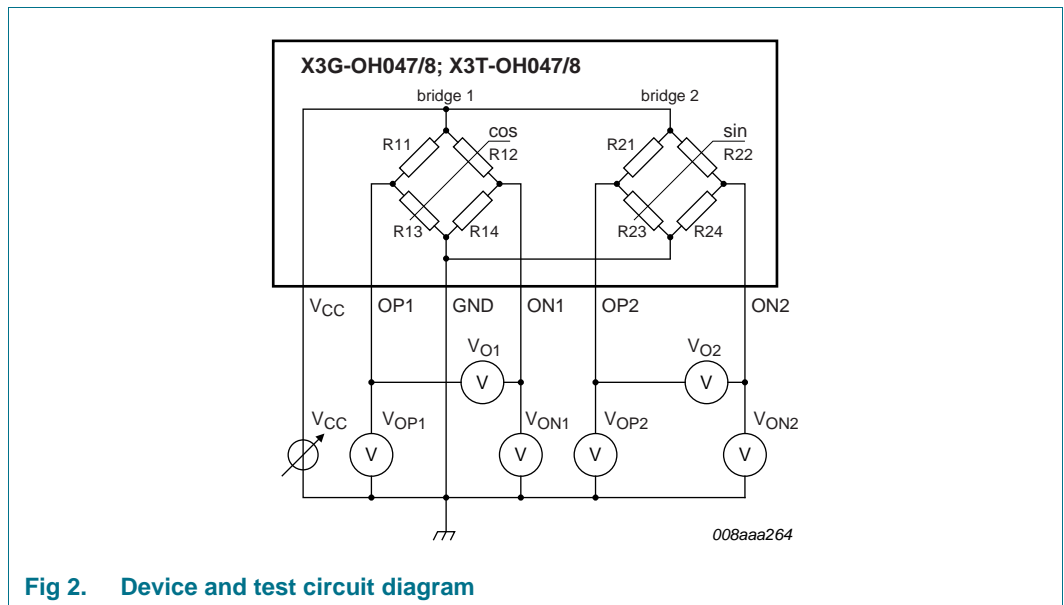 X3G-OH047/8; X3T-OH047/8
bridge 1 bridge 2
cos sin
R11 R12 R21 R22
R13 R14 R23 R24
VCC OP1 GND ON1 OP2 ON2
VO1 VO2
V V
VCC VOP1 VON1 VOP2 VON2
V V V V
008aaa264
Fig 2. Device and test circuit diagram